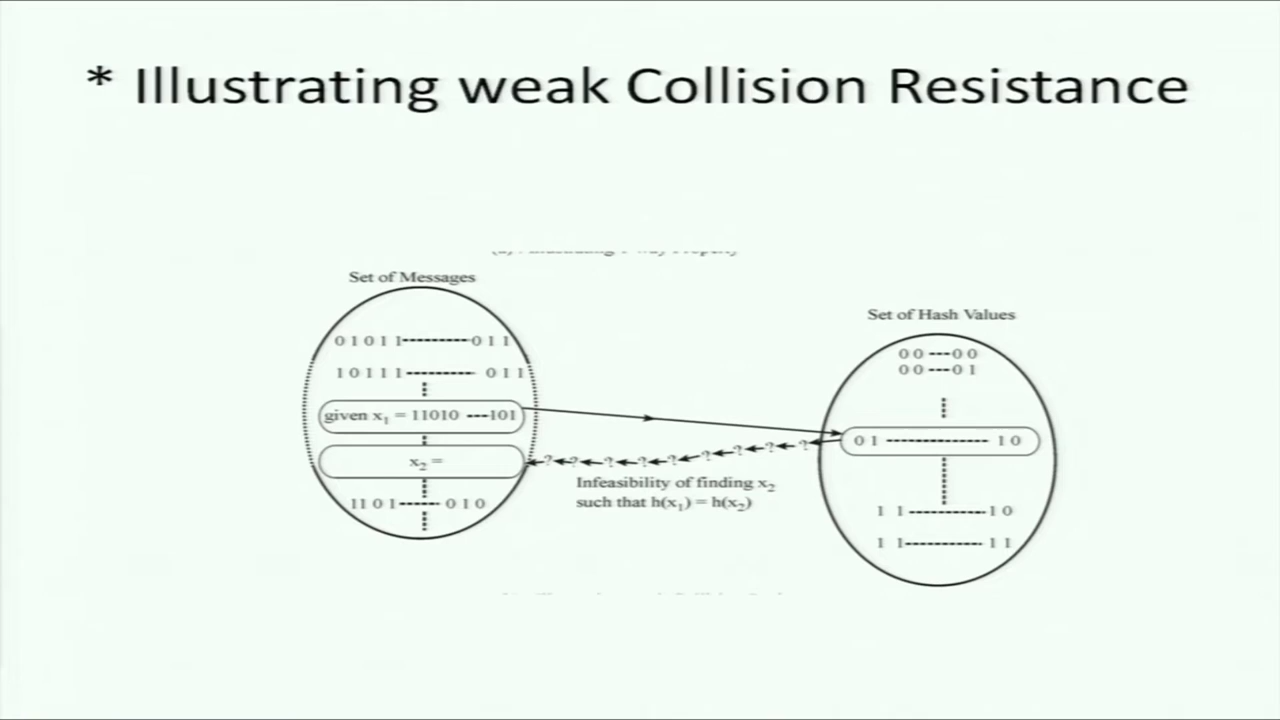 * Illustrating weak Collision Resistance
Set of Messages
0 1 0 1 1----------0 1 1
1 0 1 1 1---------- 0 1 1
given x₁ = 11010 ---101
x₂ =
1 1 0 1------ 0 1 0
?
?
?
?
?
?
?
?
Infeasibility of finding x₂
such that h(x₁) = h(x₂)
Set of Hash Values
0 0 ---0 0
0 0 ---0 1
0 1 --------------- 1 0
1 1-----------1 0
1 1----------- 1 1